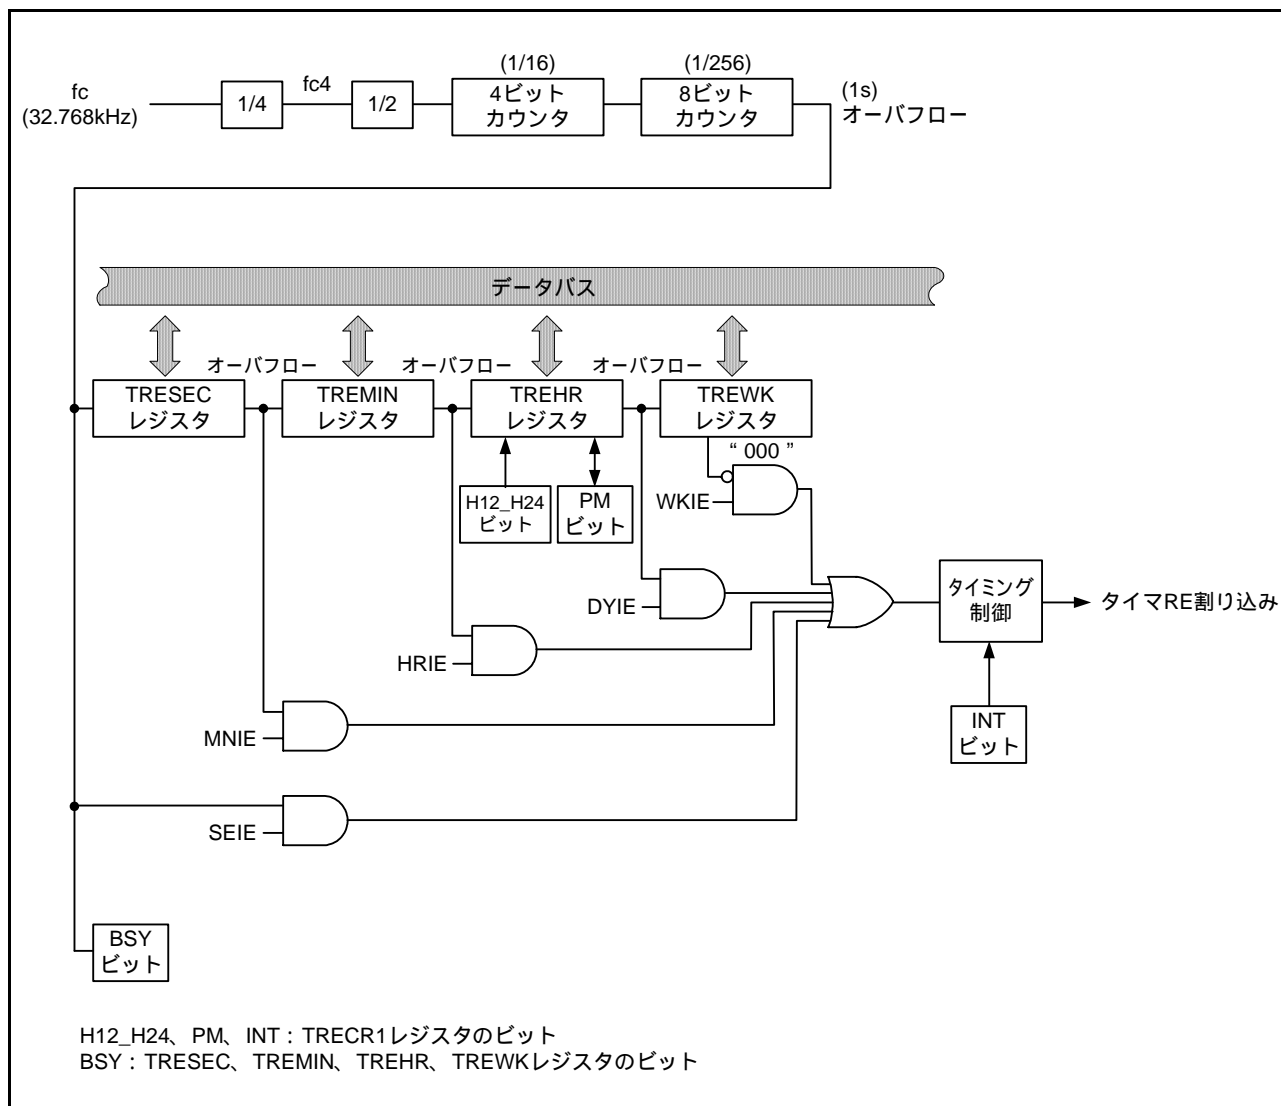 fc
(32.768kHz)
1/4
fc4
1/2
(1/16)
4ビット
カウンタ
(1/256)
8ビット
カウンタ
(1s)
オーバフロー
データバス
オーバフロー
オーバフロー
オーバフロー
TRESEC
レジスタ
TREMIN
レジスタ
TREHR
レジスタ
TREWK
レジスタ
“ 000 ”
H12_H24
ビット
PM
ビット
WKIE
DYIE
HRIE
MNIE
SEIE
タイミング
制御
タイマRE割り込み
INT
ビット
BSY
ビット
H12_H24、PM、INT : TRECR1レジスタのビット
BSY : TRESEC、TREMIN、TREHR、TREWKレジスタのビット